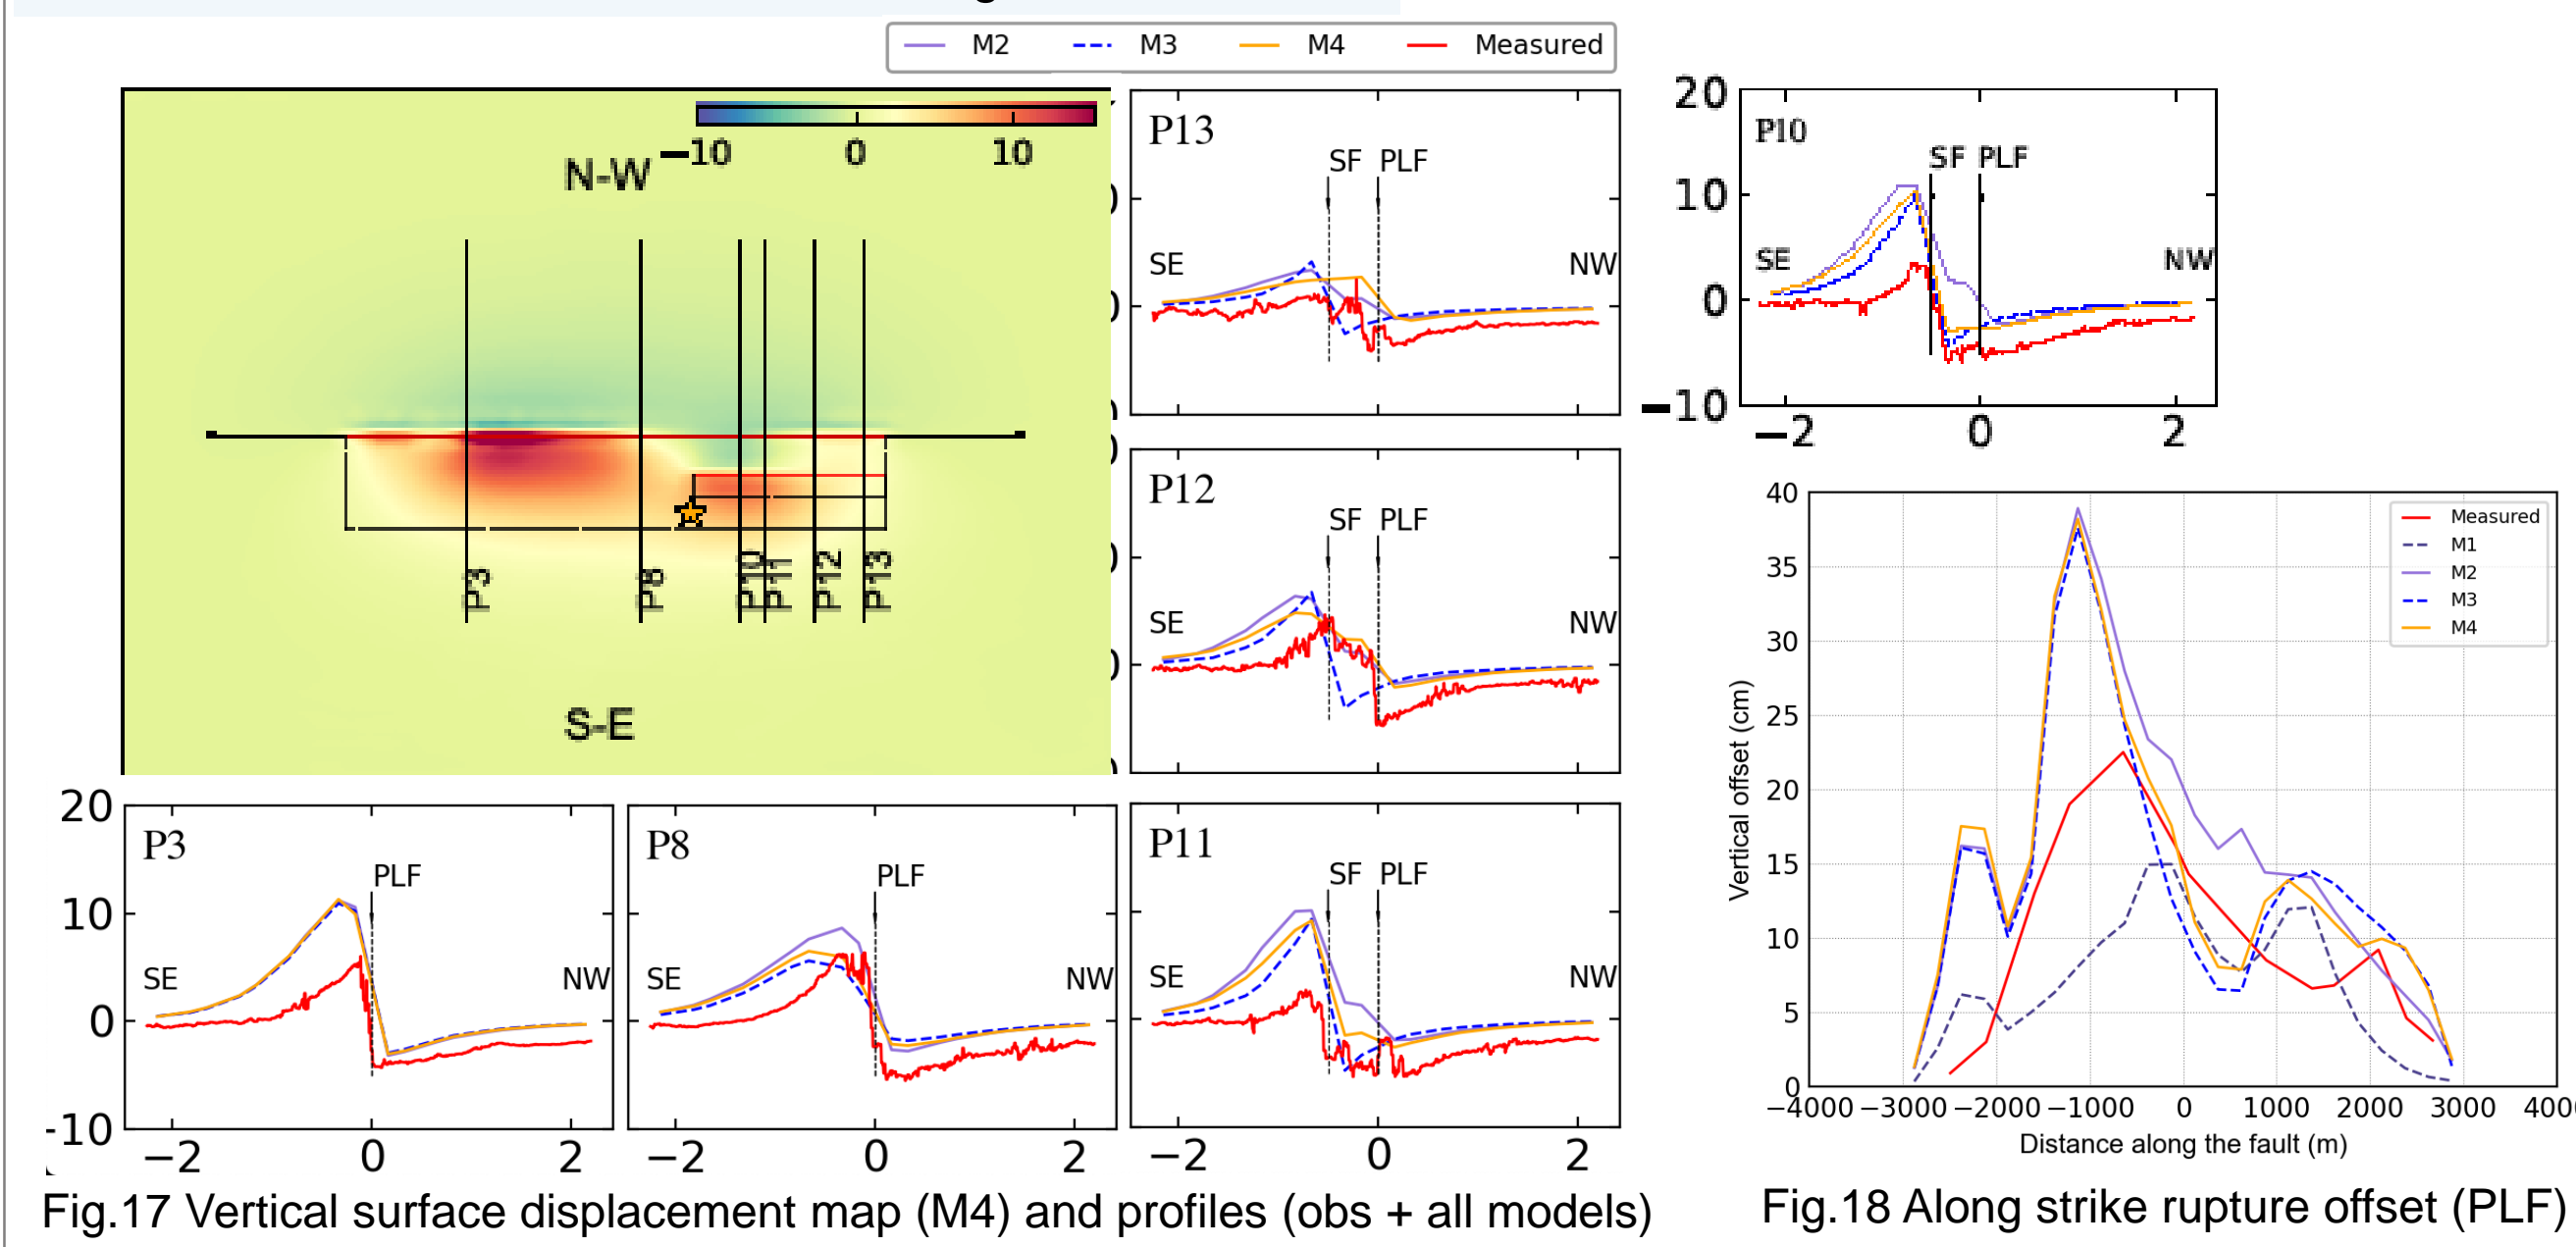 M2 M3 M4 Measured
−10 0 10
N-W
P3 P8 P10 P11 P12 P13
S-E
P13
SF PLF
SE NW
P12
SF PLF
SE NW
20
10
0
−10
P10
SF PLF
SE NW
−2 0 2
20
10
0
-10
P3
PLF
SE NW
−2 0 2
P8
PLF
SE NW
−2 0 2
P11
SF PLF
SE NW
−2 0 2
Vertical offset (cm)
40
35
30
25
20
15
10
5
0
Measured
M1
M2
M3
M4
−4000 −3000 −2000 −1000 0 1000 2000 3000
Distance along the fault (m)
Fig.17 Vertical surface displacement map (M4) and profiles (obs + all models)
Fig.18 Along strike rupture offset (PLF)